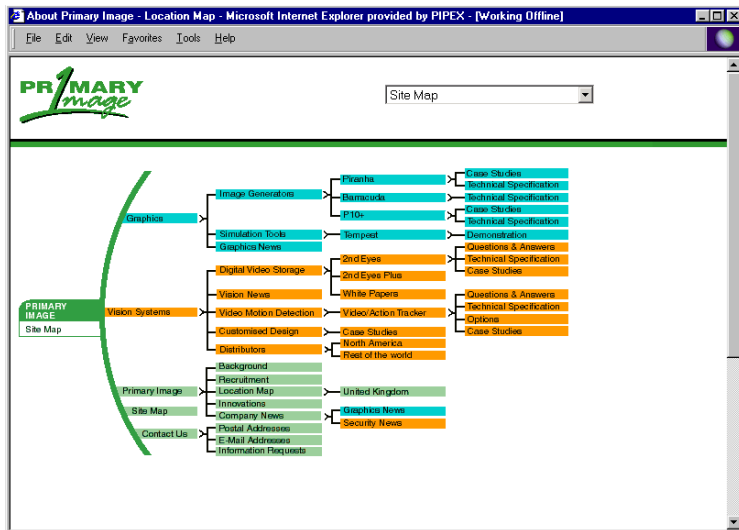 About Primary Image - Location Map - Microsoft Internet Explorer provided by PIPEX - [Working Offline]
File Edit View Favorites Tools Help
PR1MARY
Image
Site Map
PRIMARY
IMAGE
Site Map
Graphics
Image Generators
Piranha
Case Studies
Technical Specification
Barracuda
Technical Specification
P10+
Case Studies
Technical Specification
Simulation Tools
Tempest
Demonstration
Graphics News
Vision Systems
Digital Video Storage
2nd Eyes
Questions & Answers
Technical Specification
Case Studies
2nd Eyes Plus
White Papers
Vision News
Video Motion Detection
Video/Action Tracker
Questions & Answers
Technical Specification
Options
Case Studies
Customised Design
Case Studies
Distributors
North America
Rest of the world
Primary Image
Background
Recruitment
Location Map
United Kingdom
Innovations
Company News
Graphics News
Security News
Site Map
Contact Us
Postal Addresses
E-Mail Addresses
Information Requests